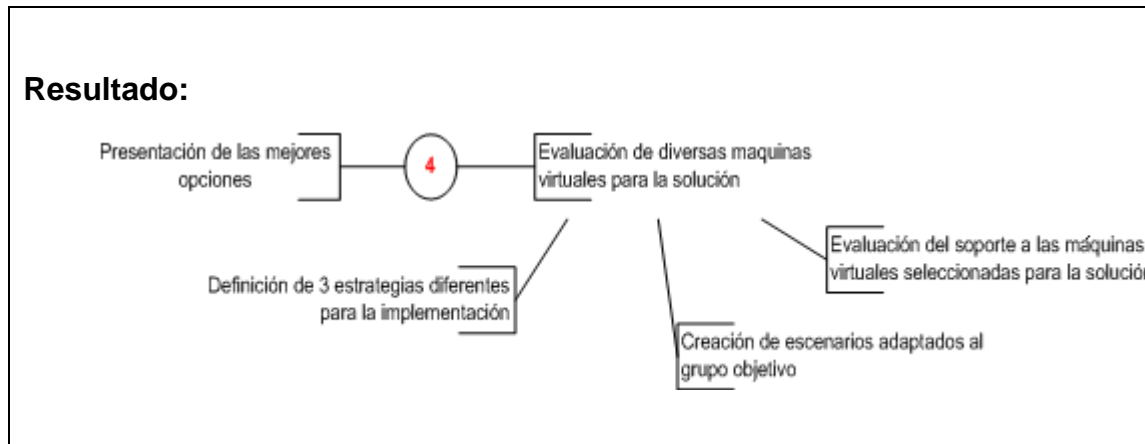 Resultado:
Presentación de las mejores
opciones
4
Evaluación de diversas maquinas
virtuales para la solución
Evaluación del soporte a las máquinas
virtuales seleccionadas para la solución
Definición de 3 estrategias diferentes
para la implementación
Creación de escenarios adaptados al
grupo objetivo